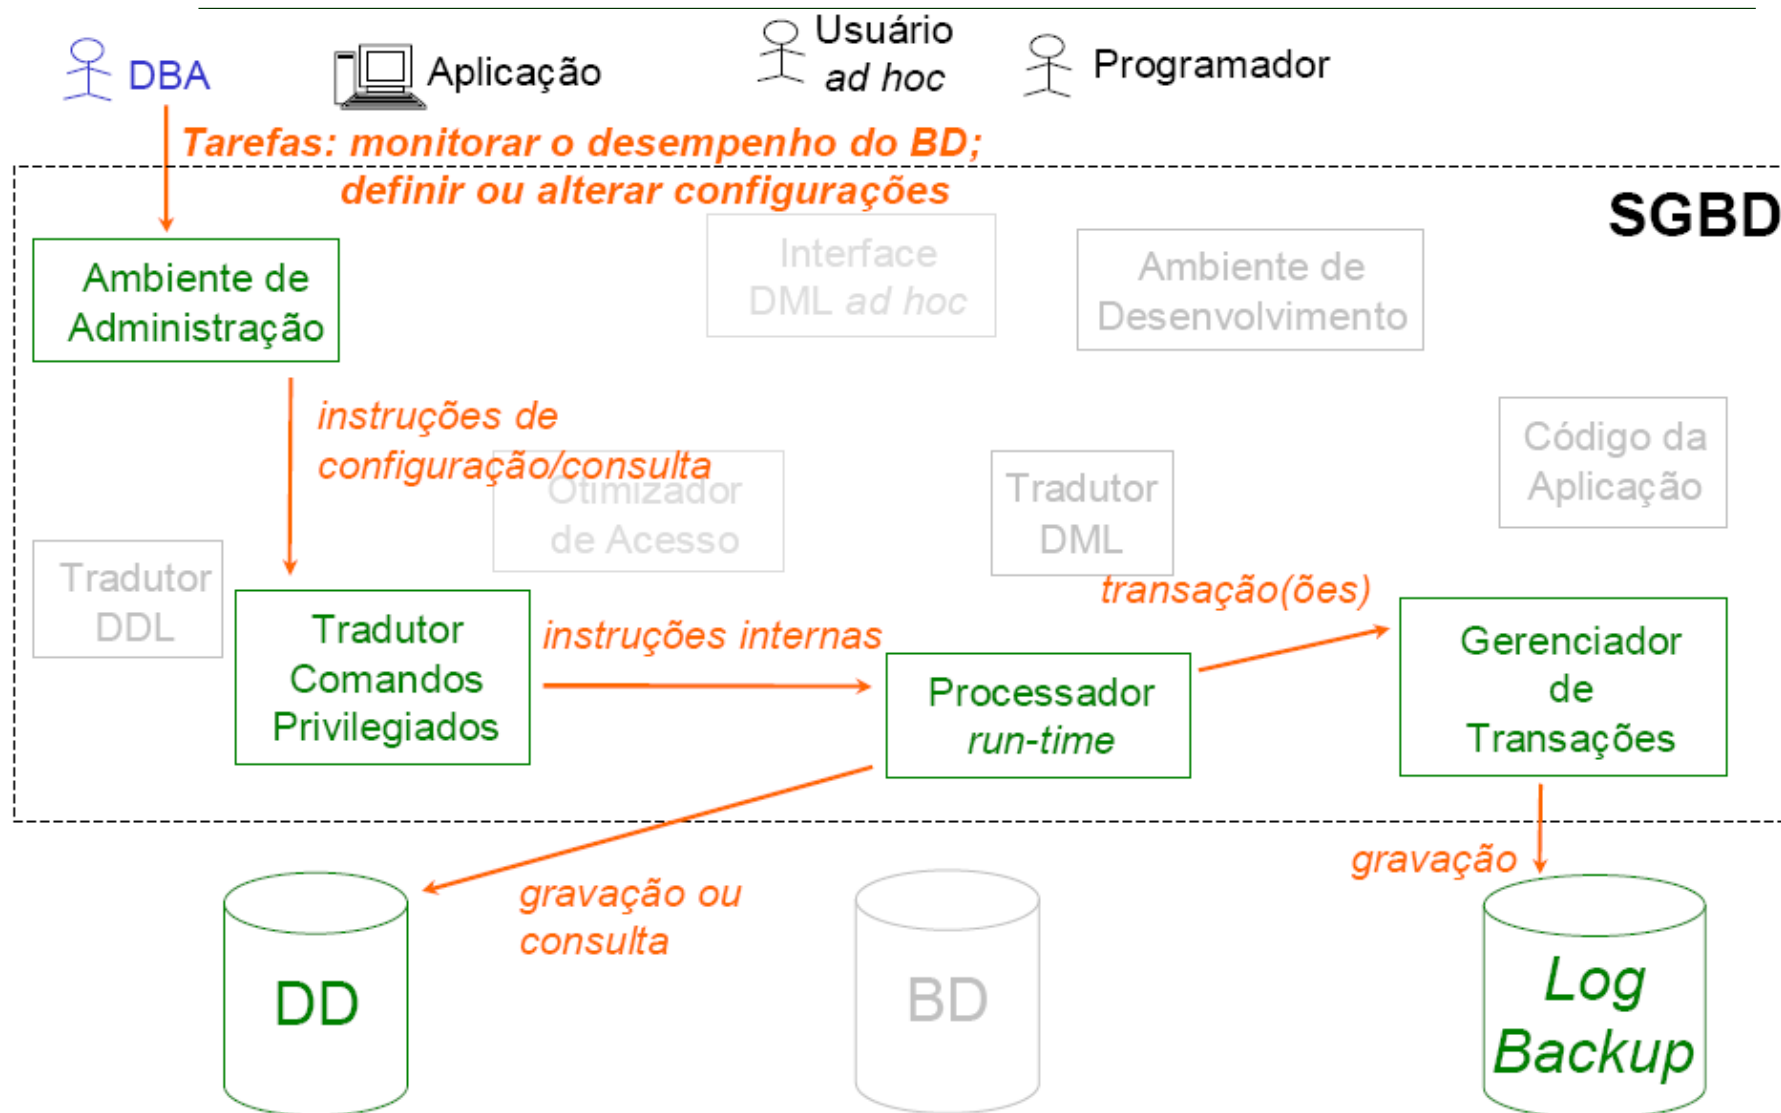 DBA
Aplicação
Usuário
ad hoc
Programador
Tarefas: monitorar o desempenho do BD;
definir ou alterar configurações
SGBD
Ambiente de
Administração
Interface
DML ad hoc
Ambiente de
Desenvolvimento
instruções de
configuração/consulta
Otimizador
de Acesso
Tradutor
DML
Código da
Aplicação
Tradutor
DDL
Tradutor
Comandos
Privilegiados
instruções internas
Processador
run-time
transação(ões)
Gerenciador
de
Transações
gravação ou
consulta
gravação
DD
BD
Log
Backup